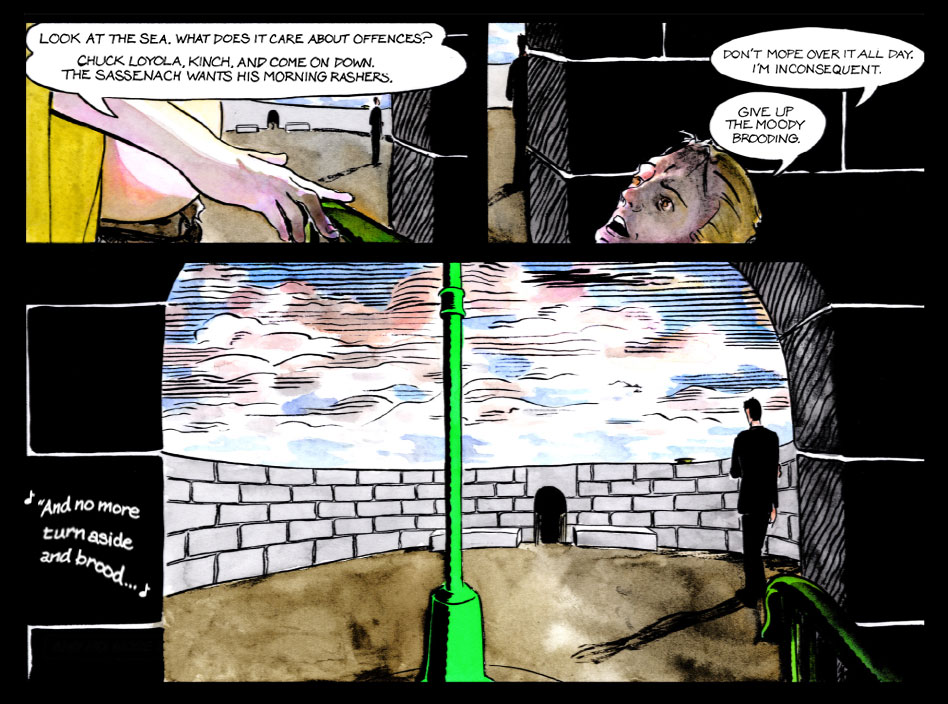 LOOK AT THE SEA. WHAT DOES IT CARE ABOUT OFFENCES?
CHUCK LOYOLA, KINCH, AND COME ON DOWN.
THE SASSENACH WANTS HIS MORNING RASHERS.
DON'T MOPE OVER IT ALL DAY.
I'M INCONSEQUENT.
GIVE UP
THE MOODY
BROODING.
♪ "And no more
turn aside
and brood... ♪